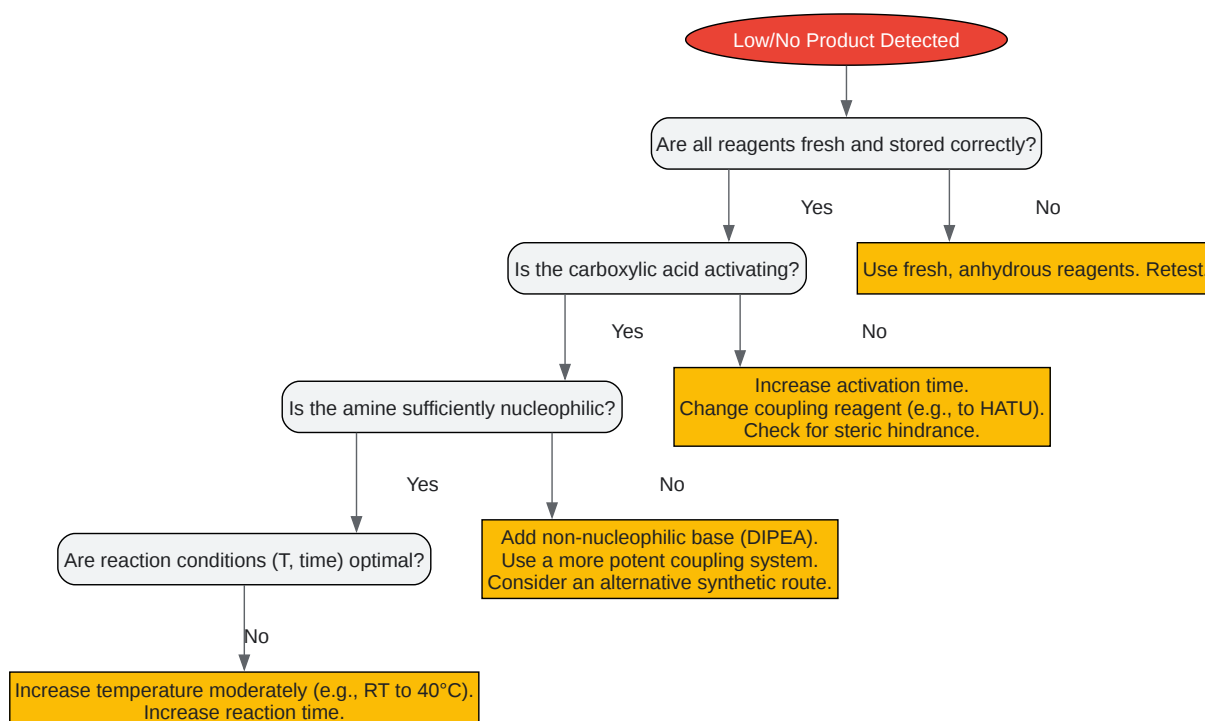 Low/No Product Detected
Are all reagents fresh and stored correctly?
Yes
No
Is the carboxylic acid activating?
Use fresh, anhydrous reagents. Retest.
Yes
No
Is the amine sufficiently nucleophilic?
Increase activation time.
Change coupling reagent (e.g., to HATU).
Check for steric hindrance.
Yes
No
Are reaction conditions (T, time) optimal?
Add non-nucleophilic base (DIPEA).
Use a more potent coupling system.
Consider an alternative synthetic route.
No
Increase temperature moderately (e.g., RT to 40°C).
Increase reaction time.